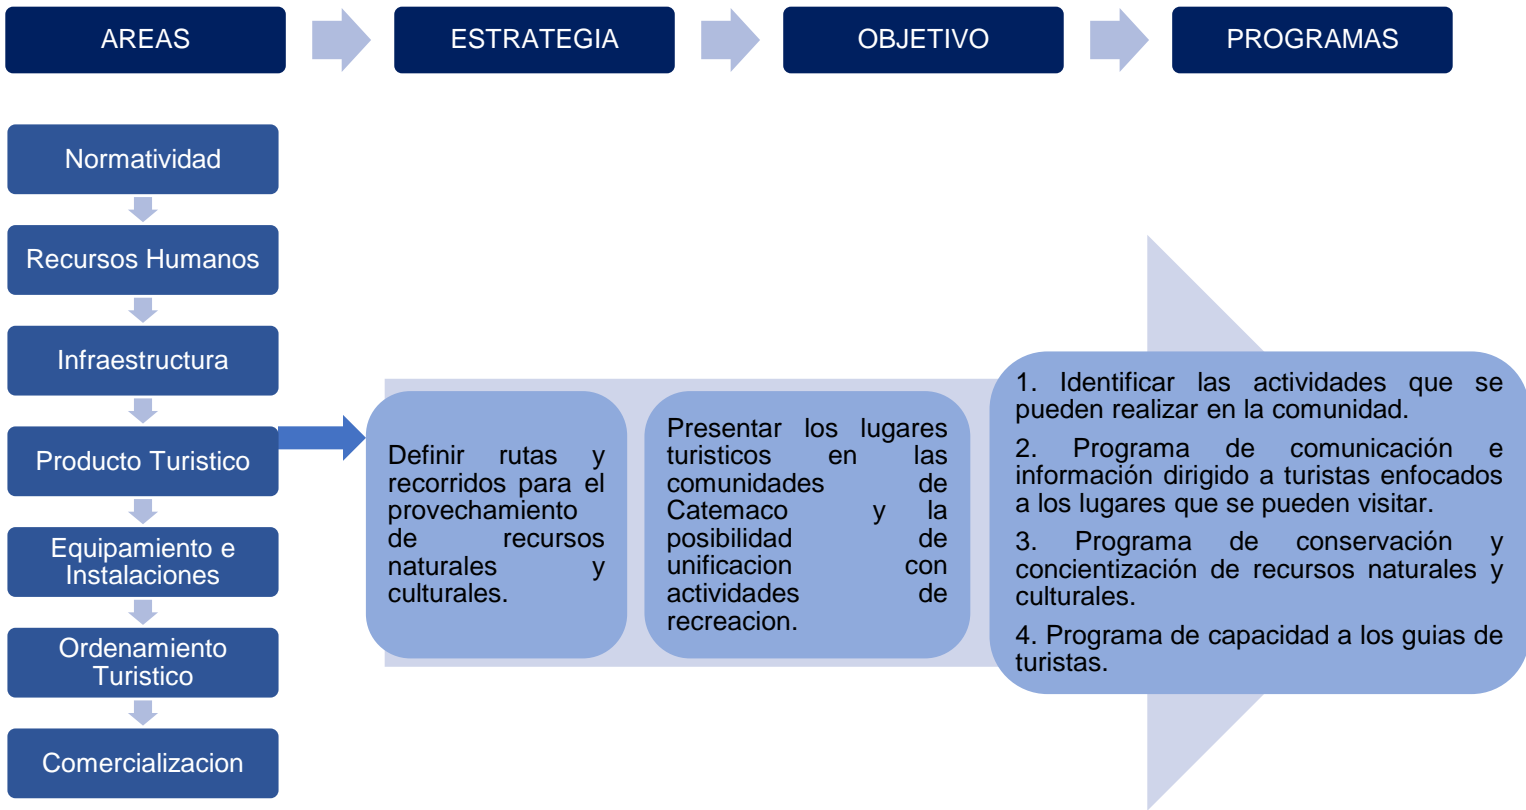 AREAS
ESTRATEGIA
OBJETIVO
PROGRAMAS
Normatividad
Recursos Humanos
Infraestructura
Producto Turistico
Equipamiento e
Instalaciones
Ordenamiento
Turistico
Comercializacion
Definir rutas y
recorridos para el
provechamiento
de recursos
naturales y
culturales.
Presentar los lugares
turisticos en las
comunidades de
Catemaco y la
posibilidad de
unificacion con
actividades de
recreacion.
1. Identificar las actividades que se
pueden realizar en la comunidad.
2. Programa de comunicación e
información dirigido a turistas enfocados
a los lugares que se pueden visitar.
3. Programa de conservación y
concientización de recursos naturales y
culturales.
4. Programa de capacidad a los guias de
turistas.